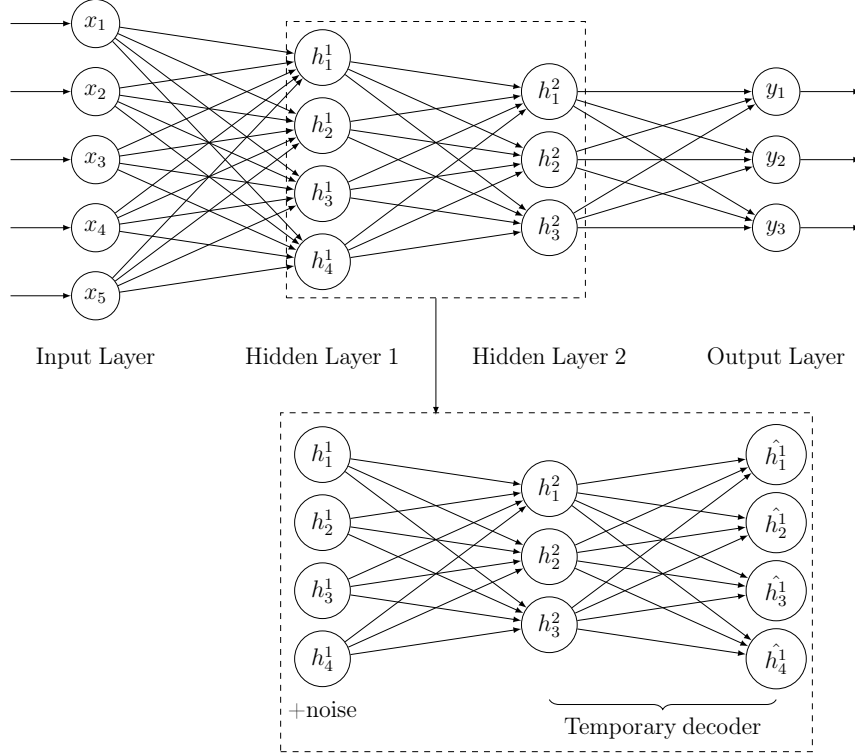 x₁
h¹₁
x₂
h²₁
y₁
h¹₂
x₃
h²₂
y₂
h¹₃
x₄
h²₃
y₃
h¹₄
x₅
Input Layer Hidden Layer 1 Hidden Layer 2 Output Layer
h¹₁
ĥ¹₁
h²₁
h¹₂
ĥ¹₂
h²₂
h¹₃
ĥ¹₃
h²₃
h¹₄
ĥ¹₄
+noise
Temporary decoder